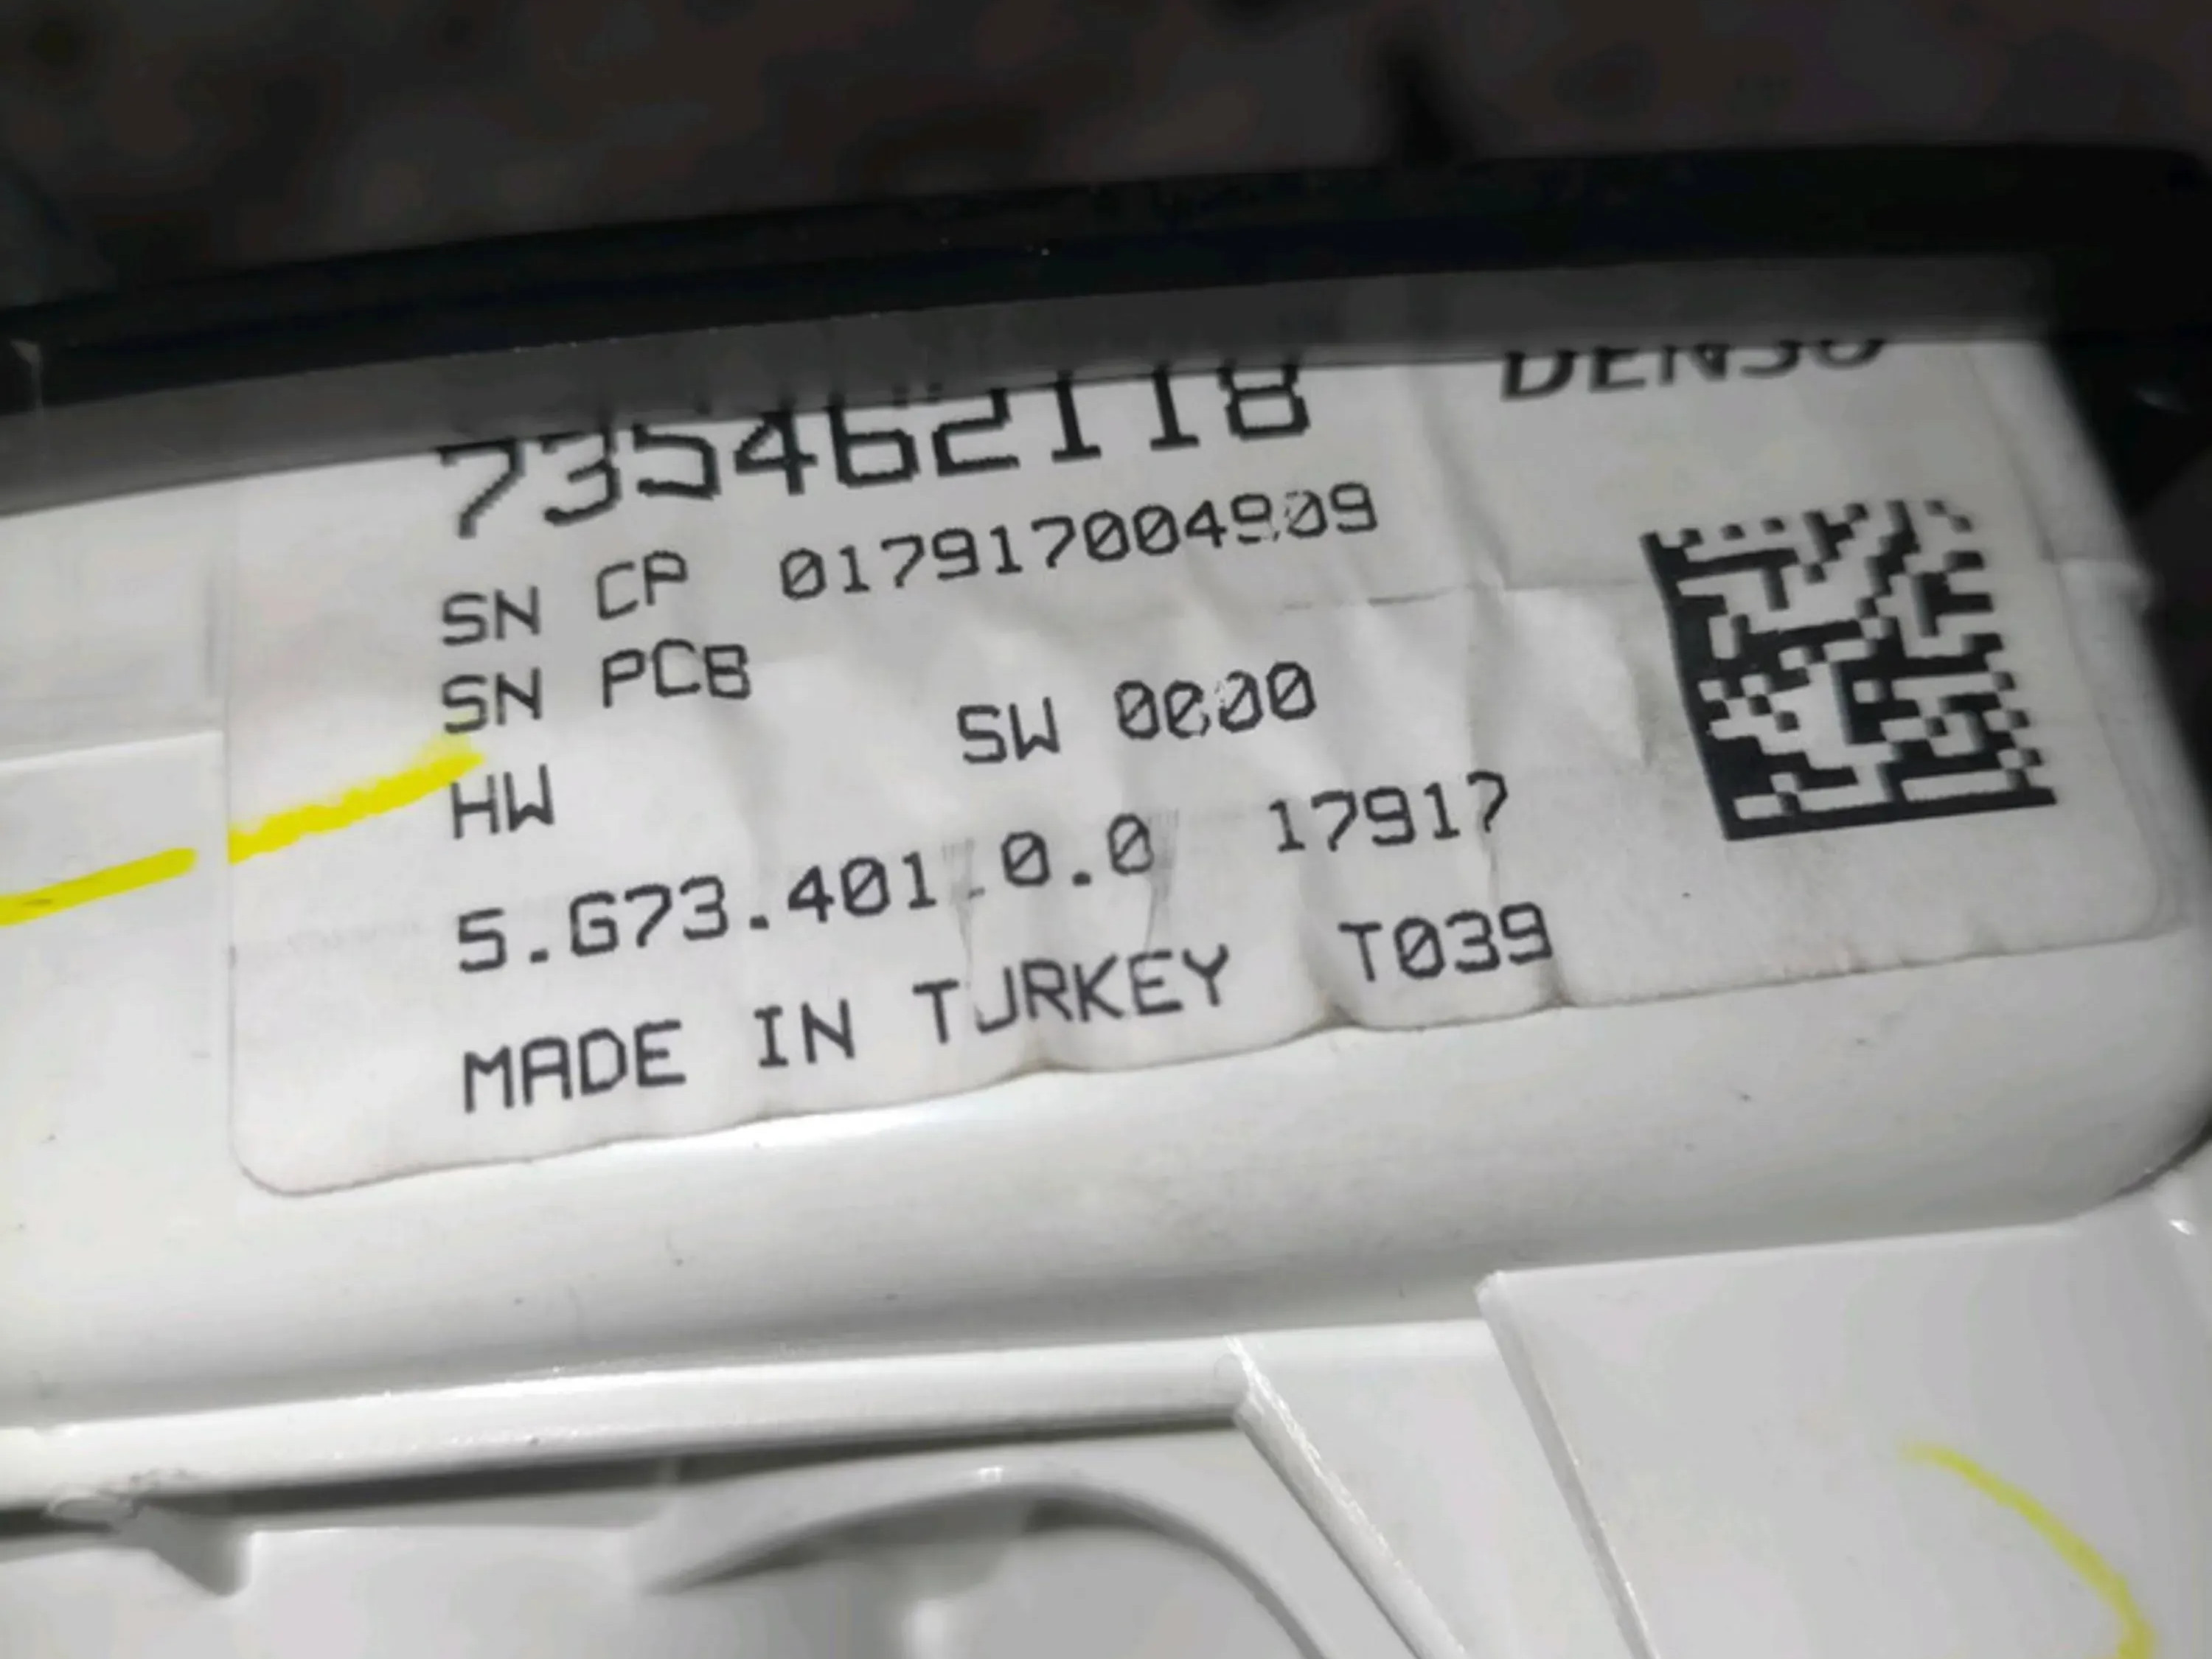 735462118 DENSO
SN CP 017917004909
SN PCB
HW SW 0000
5.G73.401.0.0 17917
MADE IN TURKEY T039